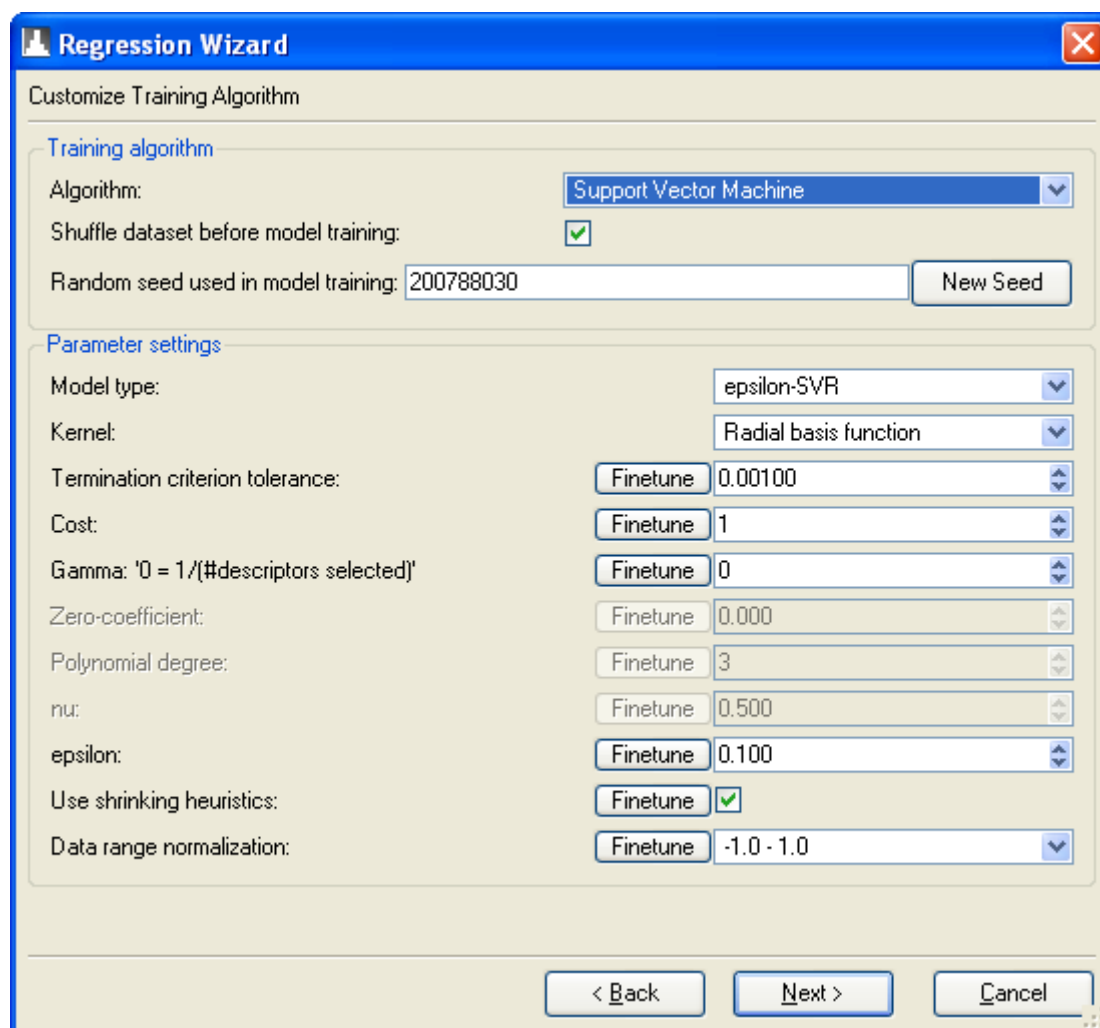 Regression Wizard
Customize Training Algorithm
Training algorithm
Algorithm: Support Vector Machine
Shuffle dataset before model training:
Random seed used in model training: 200788030 New Seed
Parameter settings
Model type: epsilon-SVR
Kernel: Radial basis function
Termination criterion tolerance: Finetune 0.00100
Cost: Finetune 1
Gamma: '0 = 1/(#descriptors selected)' Finetune 0
Zero-coefficient: Finetune 0.000
Polynomial degree: Finetune 3
nu: Finetune 0.500
epsilon: Finetune 0.100
Use shrinking heuristics: Finetune
Data range normalization: Finetune -1.0 - 1.0
< Back Next > Cancel